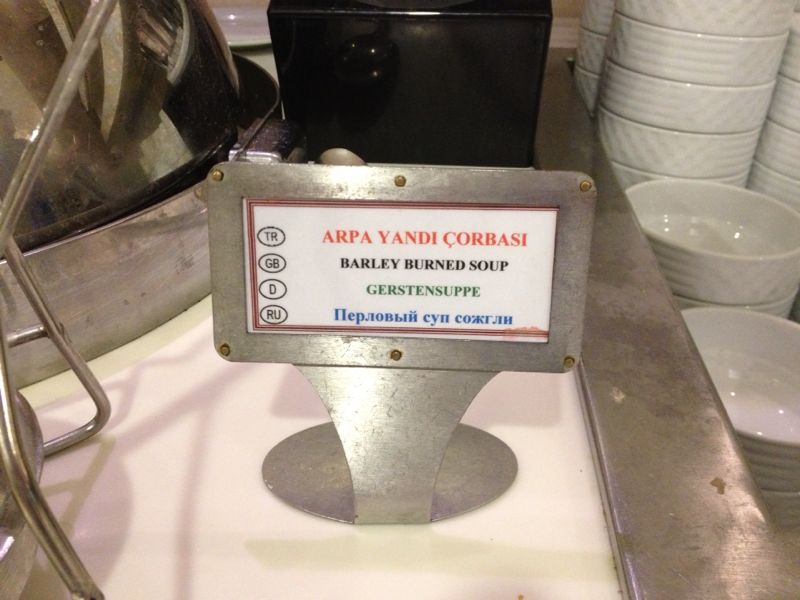 TR ARPA YANDI ÇORBASI
GB BARLEY BURNED SOUP
D GERSTENSUPPE
RU Перловый суп сожгли